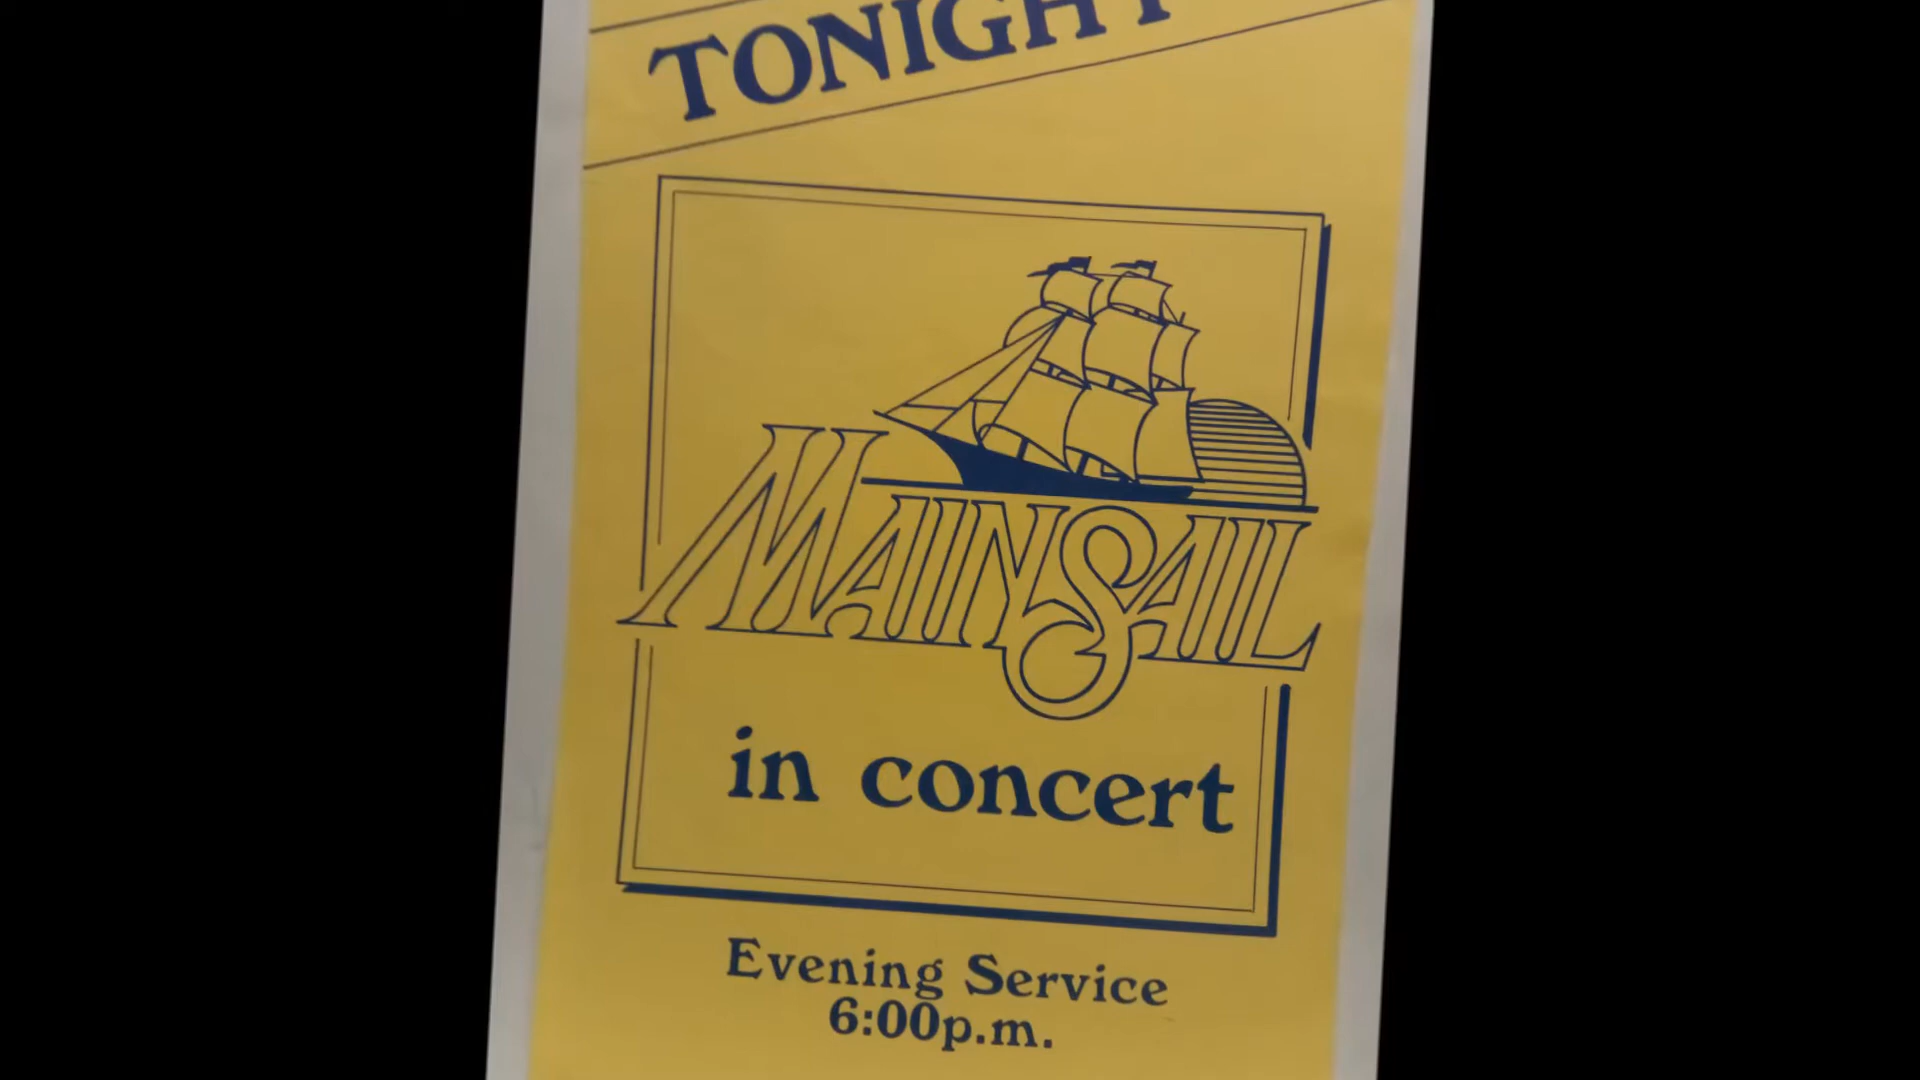 TONIGHT
MAINSAIL
in concert
Evening Service
6:00p.m.